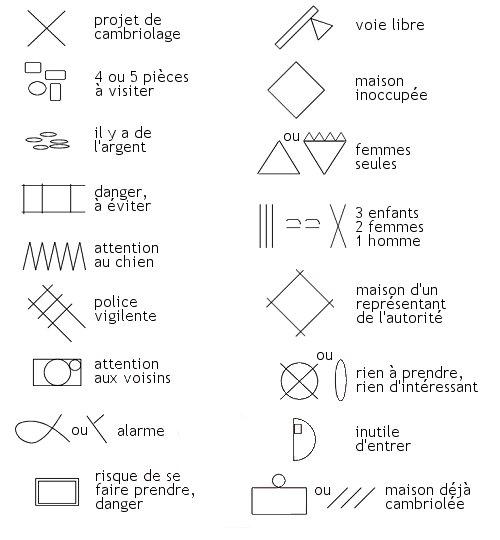 projet de
cambriolage
4 ou 5 pièces
à visiter
il y a de
l'argent
danger,
à éviter
attention
au chien
police
vigilente
attention
aux voisins
ou
alarme
risque de se
faire prendre,
danger
voie libre
maison
inoccupée
ou
femmes
seules
3 enfants
2 femmes
1 homme
maison d'un
représentant
de l'autorité
ou
rien à prendre,
rien d'intéressant
inutile
d'entrer
ou
maison déjà
cambriolée